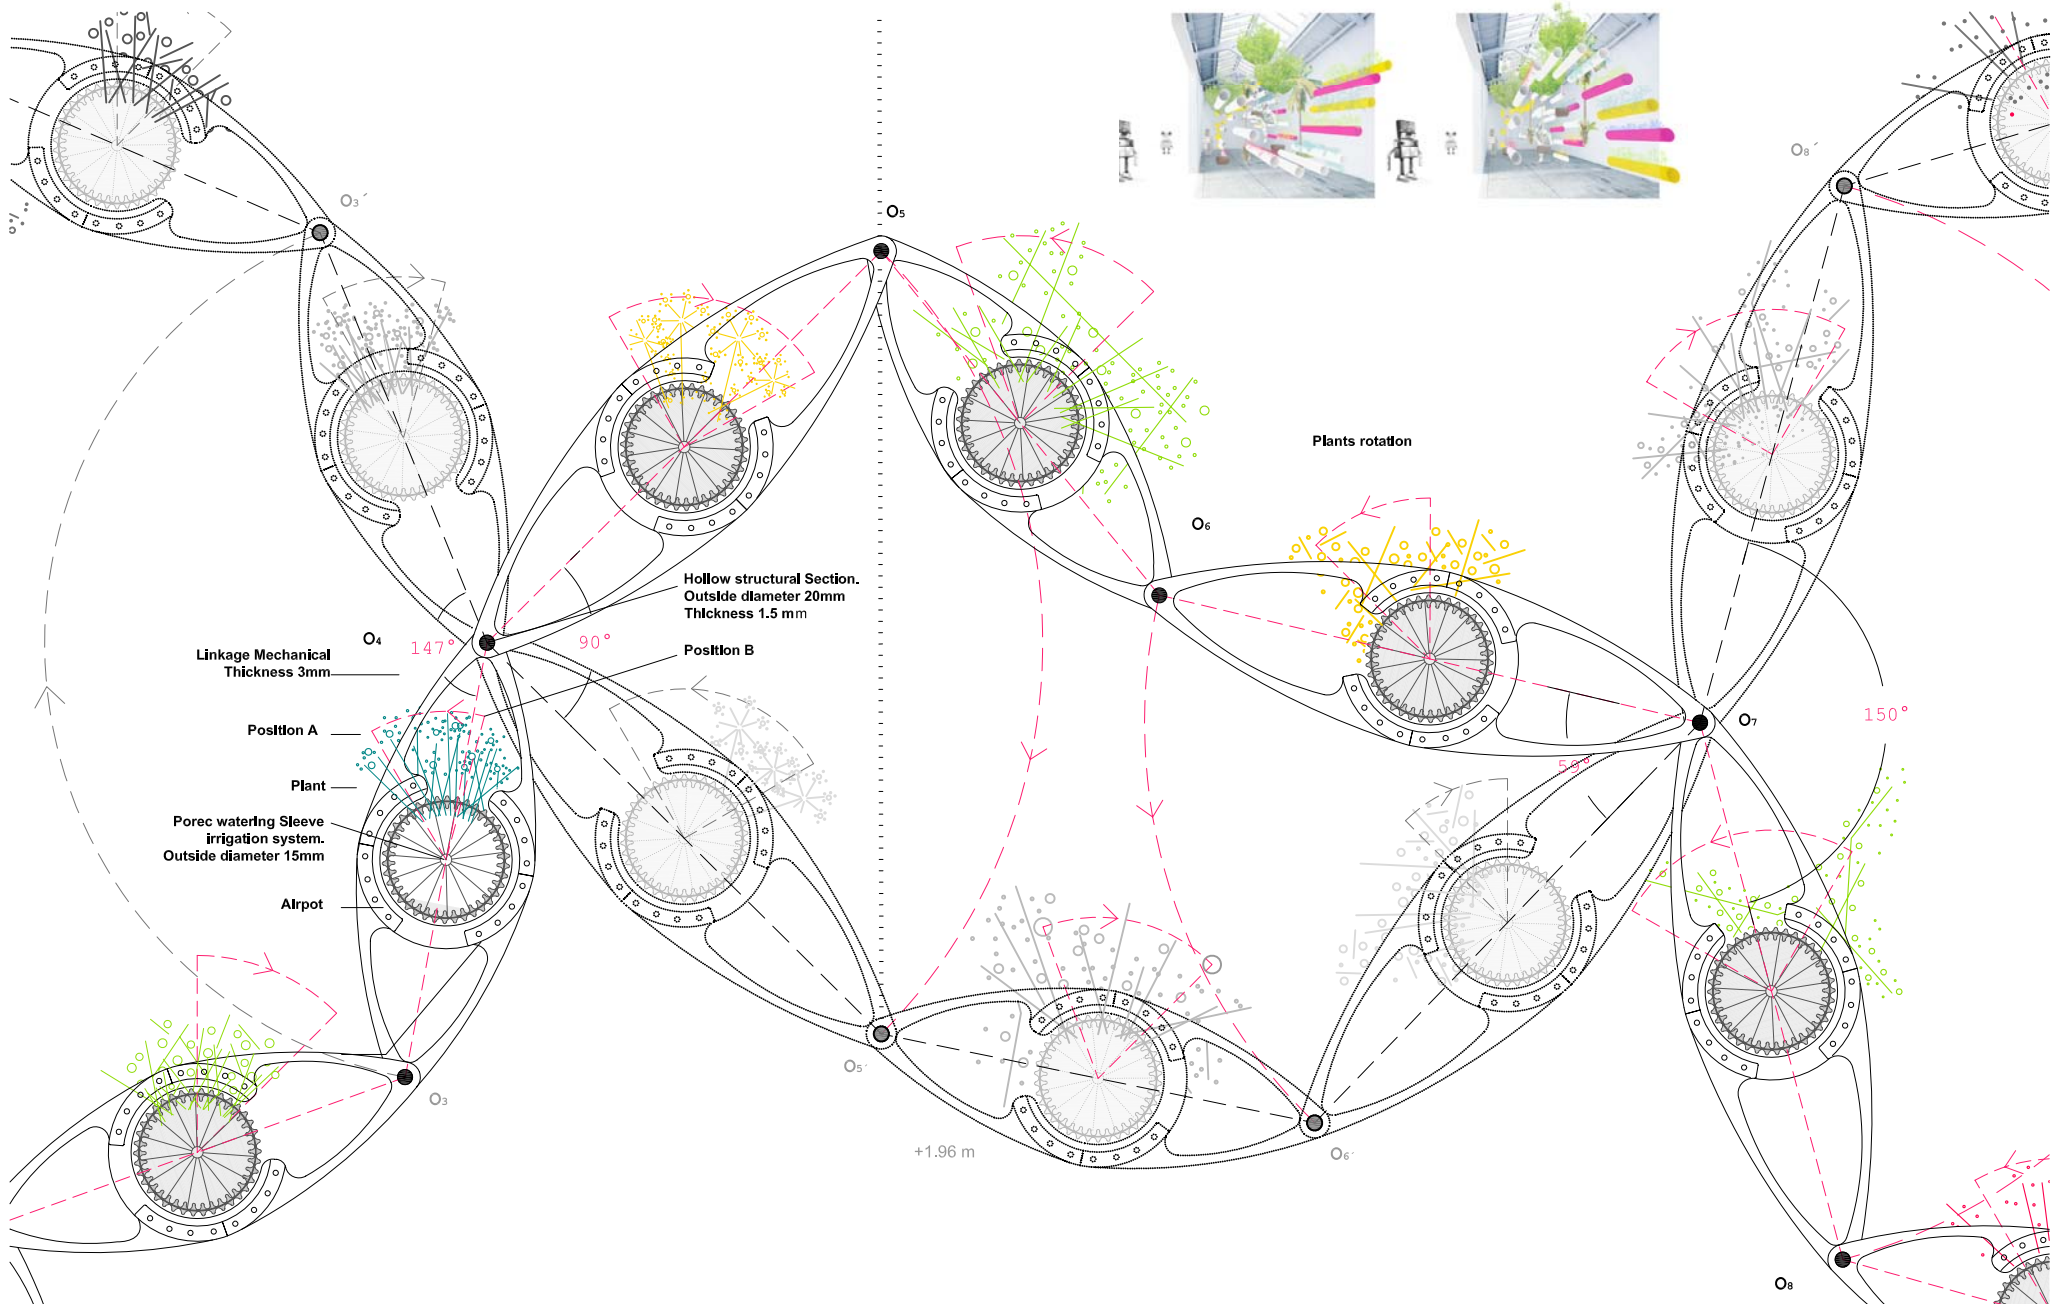 O₃´
O₅
O₈´
Plants rotation
O₆
Hollow structural Section.
Outside diameter 20mm
Thickness 1.5 mm
O₄
147°
90°
Linkage Mechanical
Thickness 3mm
Position B
Position A
O₇
150°
59°
Plant
Porec watering Sleeve
irrigation system.
Outside diameter 15mm
Airpot
O₅´
O₃
+1.96 m
O₆´
O₈